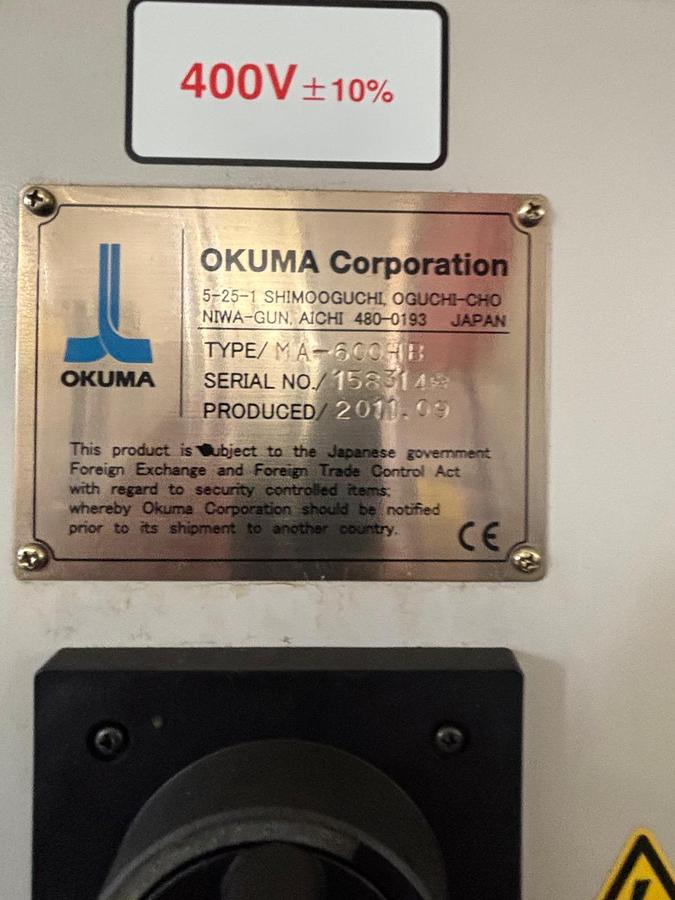 400V±10%
OKUMA Corporation
5-25-1 SHIMOOGUCHI, OGUCHI-CHO
NIWA-GUN, AICHI 480-0193 JAPAN
OKUMA
TYPE/ MA-600HB
SERIAL NO./ 158314
PRODUCED/ 2011.09
This product is subject to the Japanese government
Foreign Exchange and Foreign Trade Control Act
with regard to security controlled items;
whereby Okuma Corporation should be notified
prior to its shipment to another country.
CE